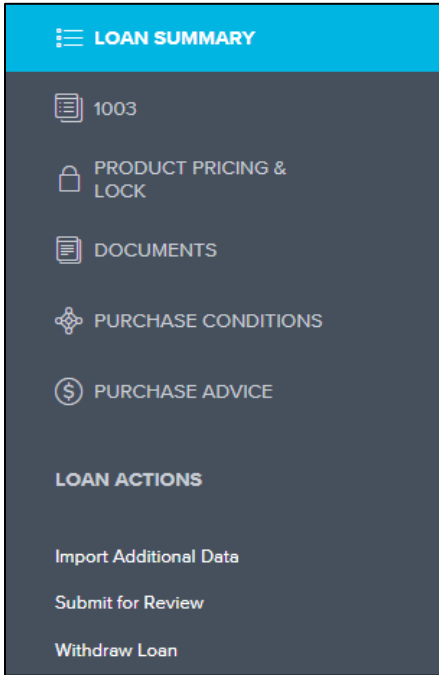 LOAN SUMMARY
1003
PRODUCT PRICING &
LOCK
DOCUMENTS
PURCHASE CONDITIONS
PURCHASE ADVICE
LOAN ACTIONS
Import Additional Data
Submit for Review
Withdraw Loan